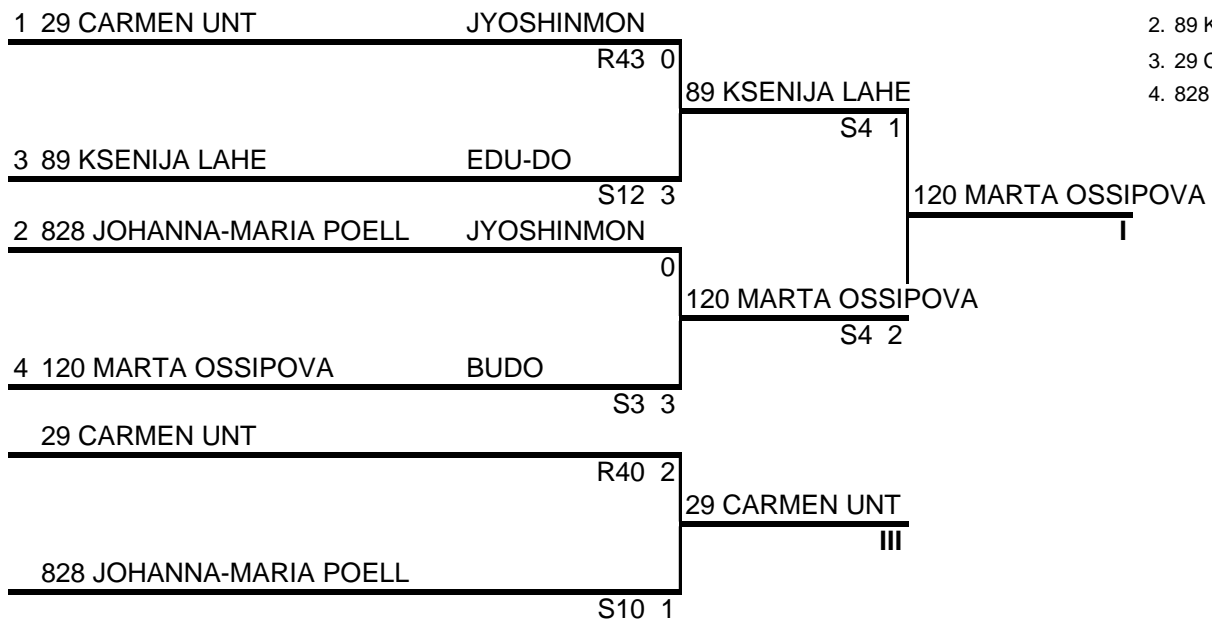 1 29 CARMEN UNT JYOSHINMON
R43 0
2. 89 K
3. 29 C
89 KSENIJA LAHE
4. 828
S4 1
3 89 KSENIJA LAHE EDU-DO
S12 3
120 MARTA OSSIPOVA
I
2 828 JOHANNA-MARIA POELL JYOSHINMON
0
120 MARTA OSSIPOVA
S4 2
4 120 MARTA OSSIPOVA BUDO
S3 3
29 CARMEN UNT
R40 2
29 CARMEN UNT
III
828 JOHANNA-MARIA POELL
S10 1